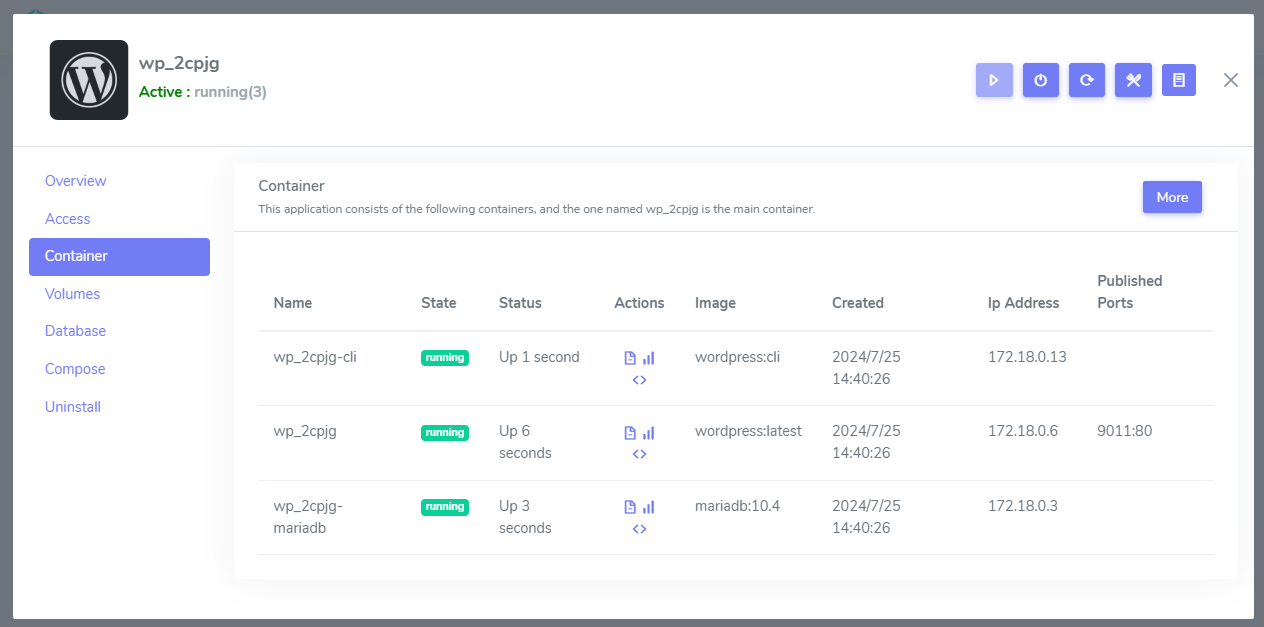 wp_2cpjg
Active : running(3)
Overview
Access
Container
Volumes
Database
Compose
Uninstall
Container
This application consists of the following containers, and the one named wp_2cpjg is the main container.
More
Name State Status Actions Image Created Ip Address Published Ports
wp_2cpjg-cli running Up 1 second wordpress:cli 2024/7/25 172.18.0.13
14:40:26
wp_2cpjg running Up 6 wordpress:latest 2024/7/25 172.18.0.6 9011:80
seconds 14:40:26
wp_2cpjg- running Up 3 mariadb:10.4 2024/7/25 172.18.0.3
mariadb seconds 14:40:26